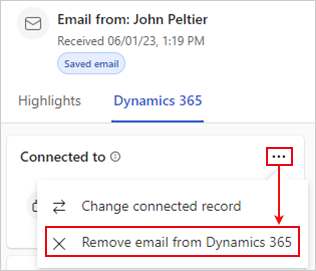 Email from: John Peltier
Received 06/01/23, 1:19 PM
Saved email
Highlights Dynamics 365
Connected to
Change connected record
Remove email from Dynamics 365